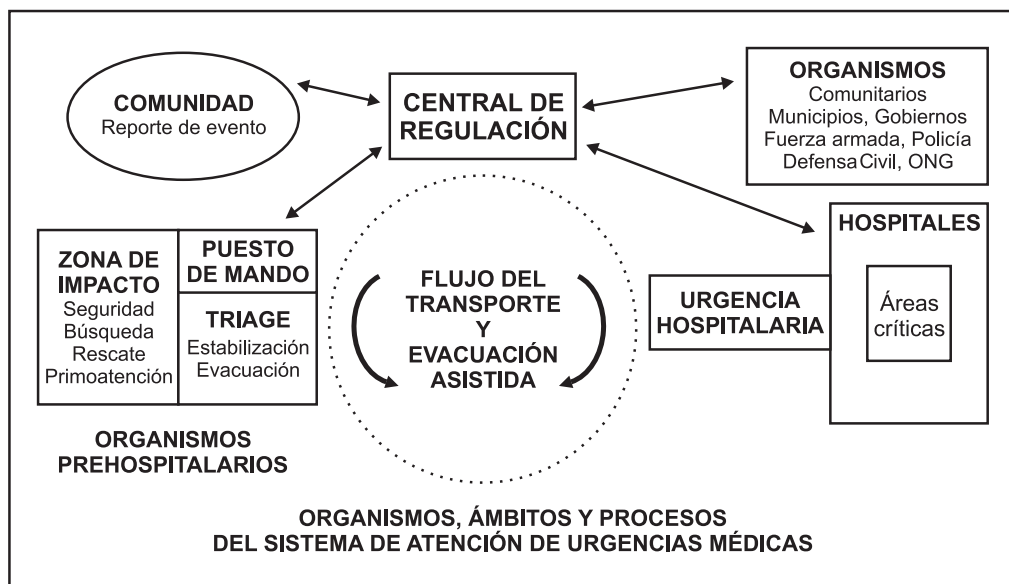 COMUNIDAD
Reporte de evento
CENTRAL DE
REGULACIÓN
ORGANISMOS
Comunitarios
Municipios, Gobiernos
Fuerza armada, Policía
Defensa Civil, ONG
ZONA DE
IMPACTO
Seguridad
Búsqueda
Rescate
Primoatención
PUESTO
DE MANDO
TRIAGE
Estabilización
Evacuación
FLUJO DEL
TRANSPORTE
Y
EVACUACIÓN
ASISTIDA
URGENCIA
HOSPITALARIA
HOSPITALES
Áreas
críticas
ORGANISMOS
PREHOSPITALARIOS
ORGANISMOS, ÁMBITOS Y PROCESOS
DEL SISTEMA DE ATENCIÓN DE URGENCIAS MÉDICAS